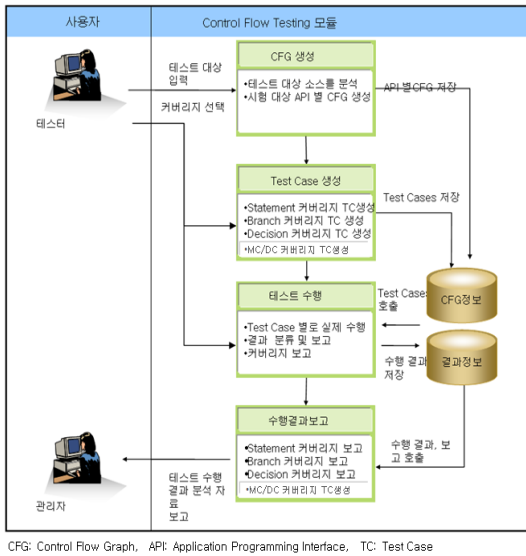 사용자
Control Flow Testing 모듈
테스트 대상
입력
커버리지 선택
테스터
CFG 생성
•테스트 대상 소스를 분석
•시험 대상 API 별 CFG 생성
API 별CFG 저장
Test Case 생성
•Statement 커버리지 TC생성
•Branch 커버리지 TC 생성
•Decision 커버리지 TC 생성
•MC/DC 커버리지 TC생성
Test Cases 저장
테스트 수행
•Test Case 별로 실제 수행
•결과 분류 및 보고
•커버리지 보고
Test Cases
호출
CFG정보
수행 결과
저장
결과정보
수행결과보고
•Statement 커버리지 보고
•Branch 커버리지 보고
•Decision 커버리지 보고
•MC/DC 커버리지 TC생성
수행 결과, 보
고 호출
관리자
테스트 수행
결과 분석 자
료
보고
CFG: Control Flow Graph, API: Application Programming Interface, TC: Test Case